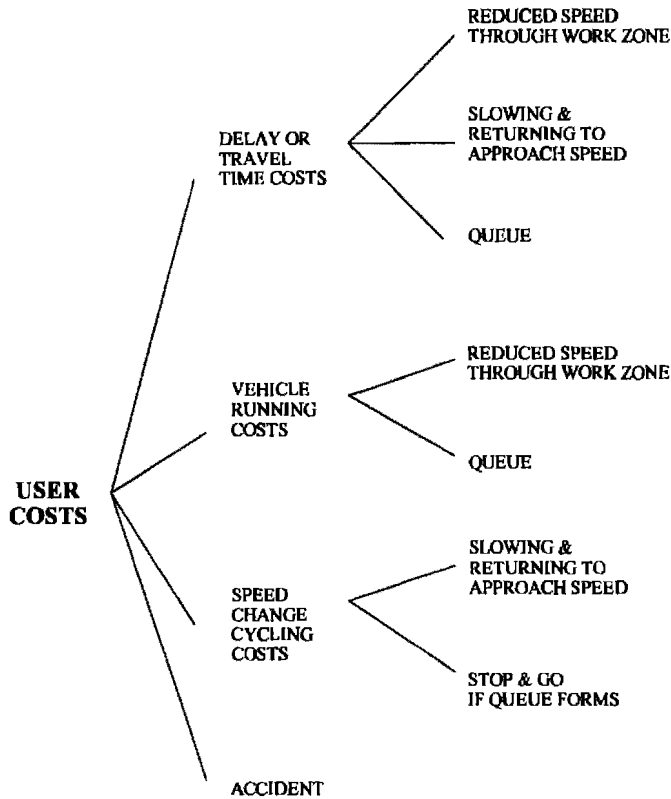 REDUCED SPEED
THROUGH WORK ZONE
DELAY OR
TRAVEL
TIME COSTS
SLOWING &
RETURNING TO
APPROACH SPEED
QUEUE
REDUCED SPEED
THROUGH WORK ZONE
VEHICLE
RUNNING
COSTS
QUEUE
USER
COSTS
SLOWING &
RETURNING TO
APPROACH SPEED
SPEED
CHANGE
CYCLING
COSTS
STOP & GO
IF QUEUE FORMS
ACCIDENT